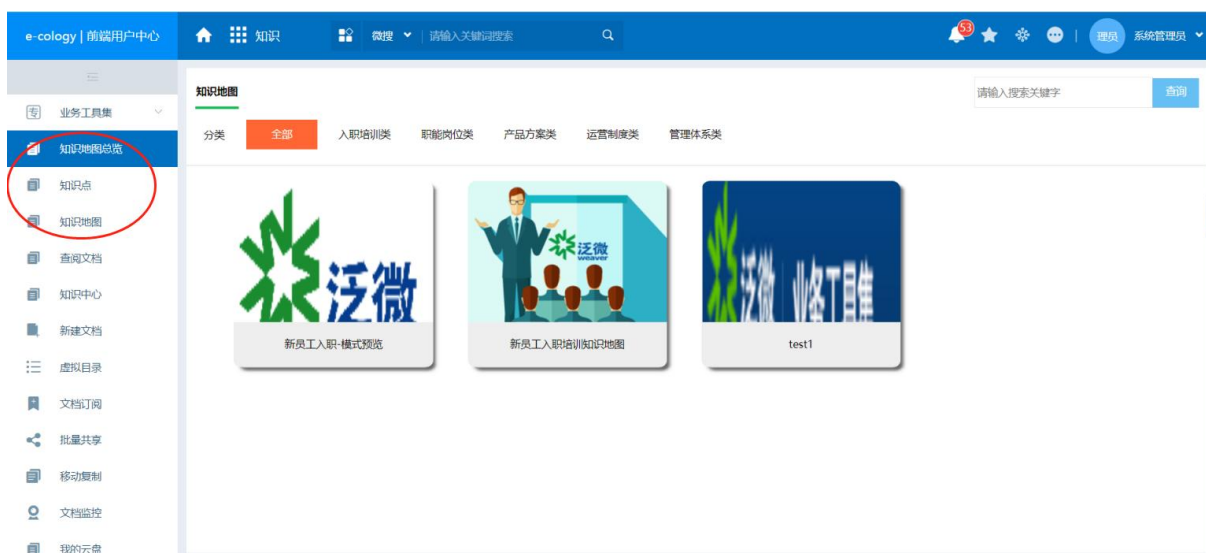 e-cology | 前端用户中心
知识
微搜
请输入关键词搜索
53
理员
系统管理员
专 业务工具集
知识地图总览
知识点
知识地图
查阅文档
知识中心
新建文档
虚拟目录
文档订阅
批量共享
移动复制
文档监控
我的云盘
知识地图
请输入搜索关键字
查询
分类
全部
入职培训类
职能岗位类
产品方案类
运营制度类
管理体系类
泛微
新员工入职-模式预览
泛微
weaver
新员工入职培训知识地图
泛微 | 业务工具集
test1